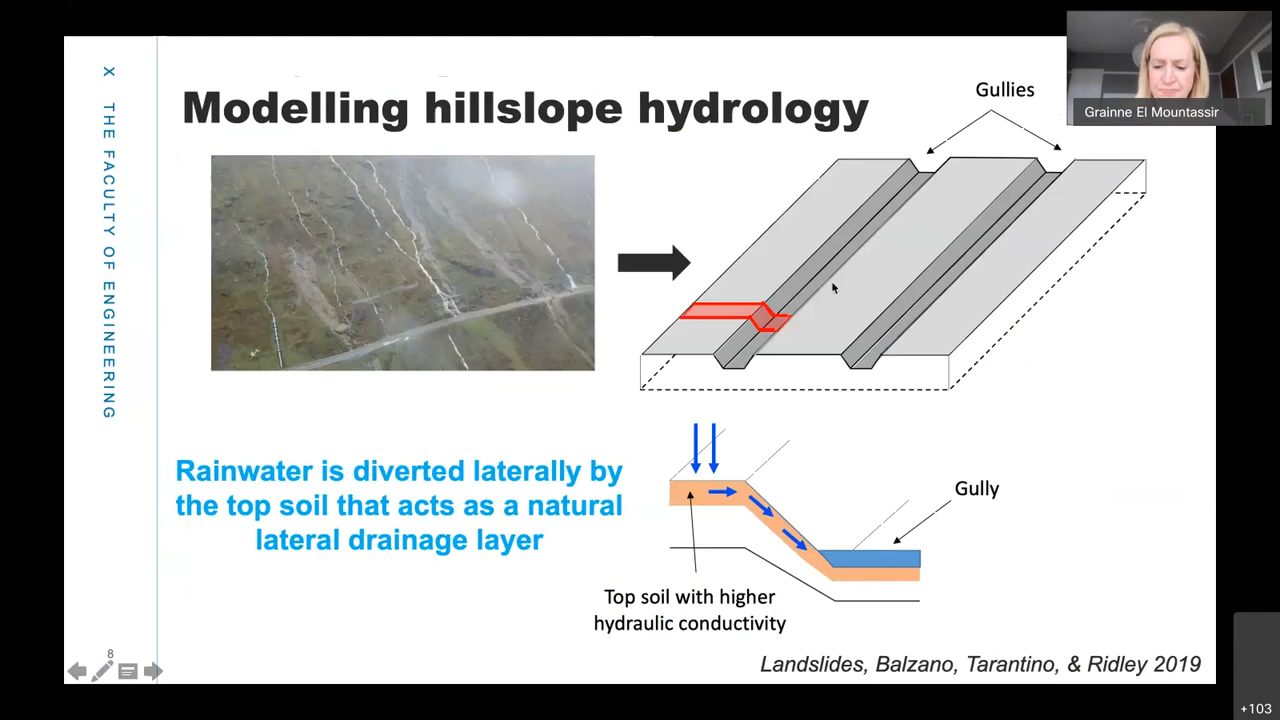 X THE FACULTY OF ENGINEERING
Modelling hillslope hydrology
Gullies
Grainne El Mountassir
Rainwater is diverted laterally by
the top soil that acts as a natural
lateral drainage layer
Gully
Top soil with higher
hydraulic conductivity
Landslides, Balzano, Tarantino, & Ridley 2019
8
+103